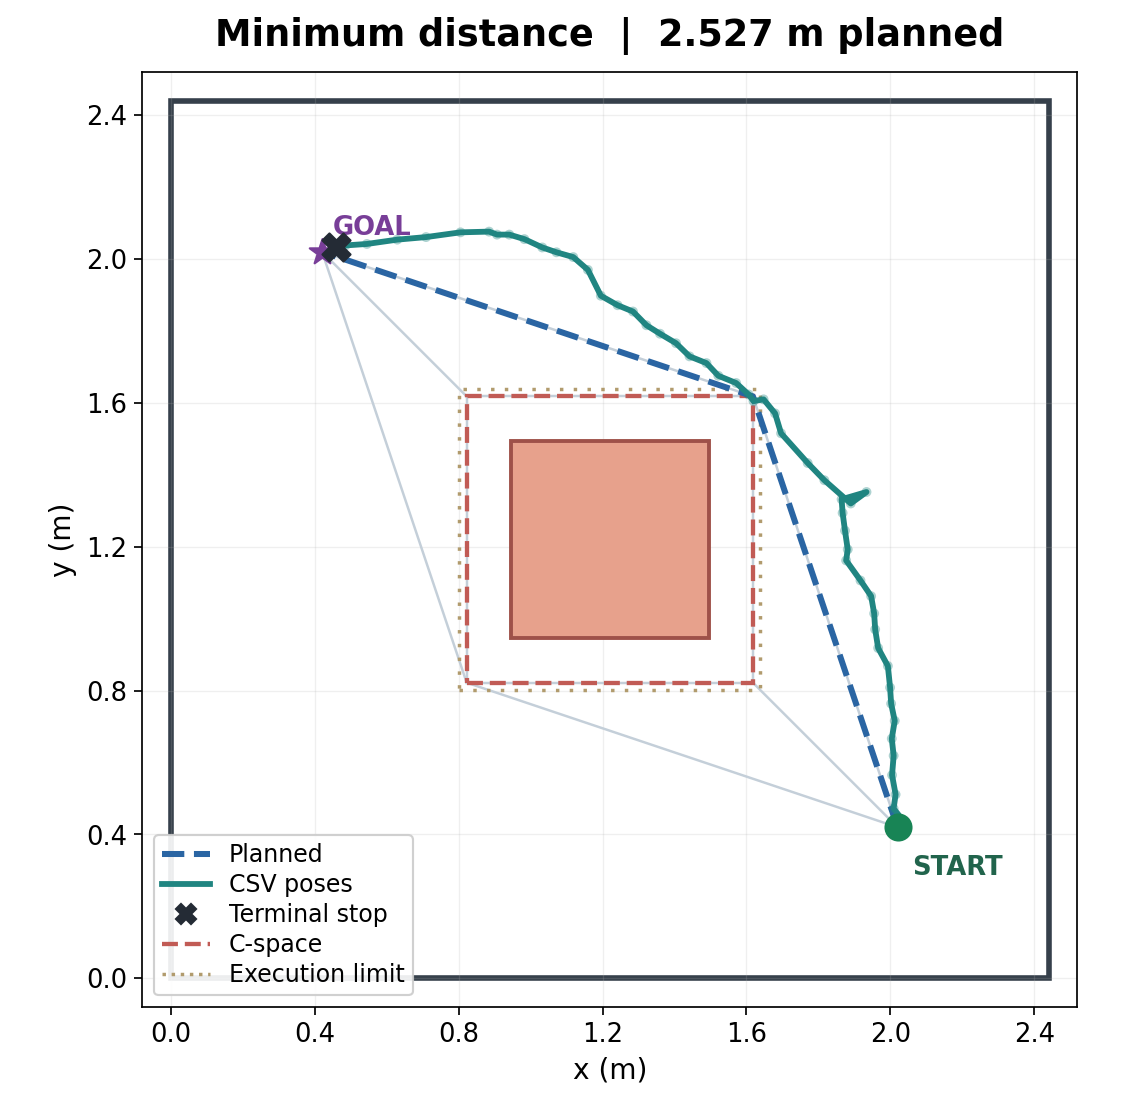 Minimum distance | 2.527 m planned
2.4
2.0
1.6
1.2
0.8
0.4
0.0
y (m)
GOAL
START
Planned
CSV poses
Terminal stop
C-space
Execution limit
0.0 0.4 0.8 1.2 1.6 2.0 2.4
x (m)